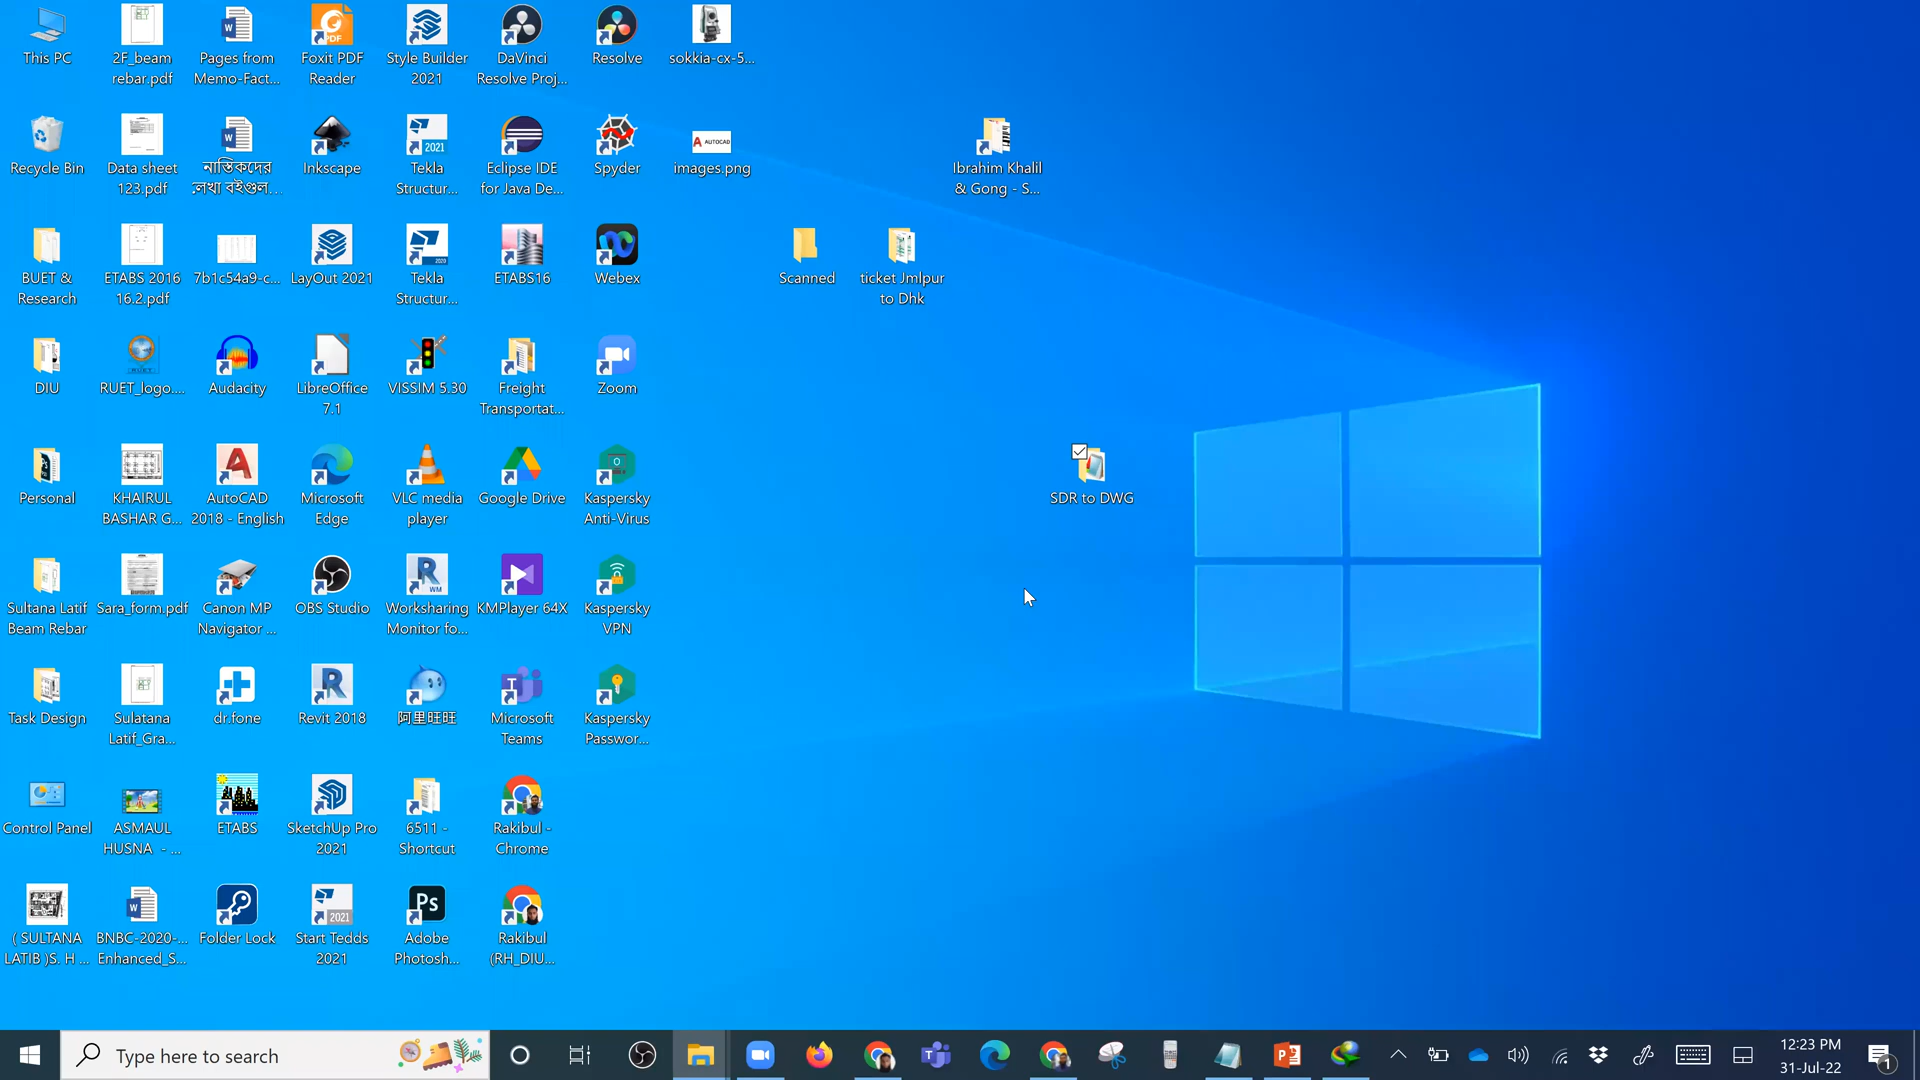 This PC
2F_beam
rebar.pdf
Pages from
Memo-Fact...
Foxit PDF
Reader
Style Builder
2021
DaVinci
Resolve Proj...
Resolve
sokkia-cx-5...
Recycle Bin
Data sheet
123.pdf
নাস্তিকদের
লেখা বইগুল...
Inkscape
2021
Tekla
Structur...
Eclipse IDE
for Java De...
Spyder
AUTOCAD
images.png
Ibrahim Khalil
& Gong - S...
BUET &
Research
ETABS 2016
16.2.pdf
7b1c54a9-c...
LayOut 2021
2020
Tekla
Structur...
ETABS16
Webex
Scanned
ticket Jmlpur
to Dhk
DIU
RUET_logo....
Audacity
LibreOffice
7.1
VISSIM 5.30
Freight
Transportat...
Zoom
Personal
KHAIRUL
BASHAR G...
AutoCAD
2018 - English
Microsoft
Edge
VLC media
player
Google Drive
Kaspersky
Anti-Virus
SDR to DWG
Sultana Latif
Beam Rebar
Sara_form.pdf
Canon MP
Navigator ...
OBS Studio
Worksharing
Monitor fo...
KMPlayer 64X
Kaspersky
VPN
Task Design
Sulatana
Latif_Gra...
dr.fone
Revit 2018
阿里旺旺
Microsoft
Teams
Kaspersky
Passwor...
Control Panel
ASMAUL
HUSNA - ...
ETABS
SketchUp Pro
2021
6511 -
Shortcut
Rakibul -
Chrome
( SULTANA
LATIB )S. H ...
BNBC-2020-...
Enhanced_S...
Folder Lock
2021
Start Tedds
2021
Ps
Adobe
Photosh...
Rakibul
(RH_DIU...
Type here to search
12:23 PM
31-Jul-22
1